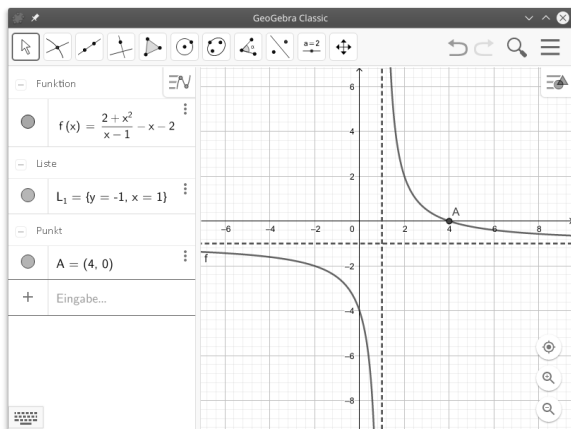 GeoGebra Classic
a=2
Funktion
f(x) = (2 + x²)/(x − 1) − x − 2
Liste
L₁ = {y = -1, x = 1}
Punkt
A = (4, 0)
+ Eingabe...
6
4
2
A
−6 −4 −2 0 2 4 6 8
f
−2
−4
−6
−8